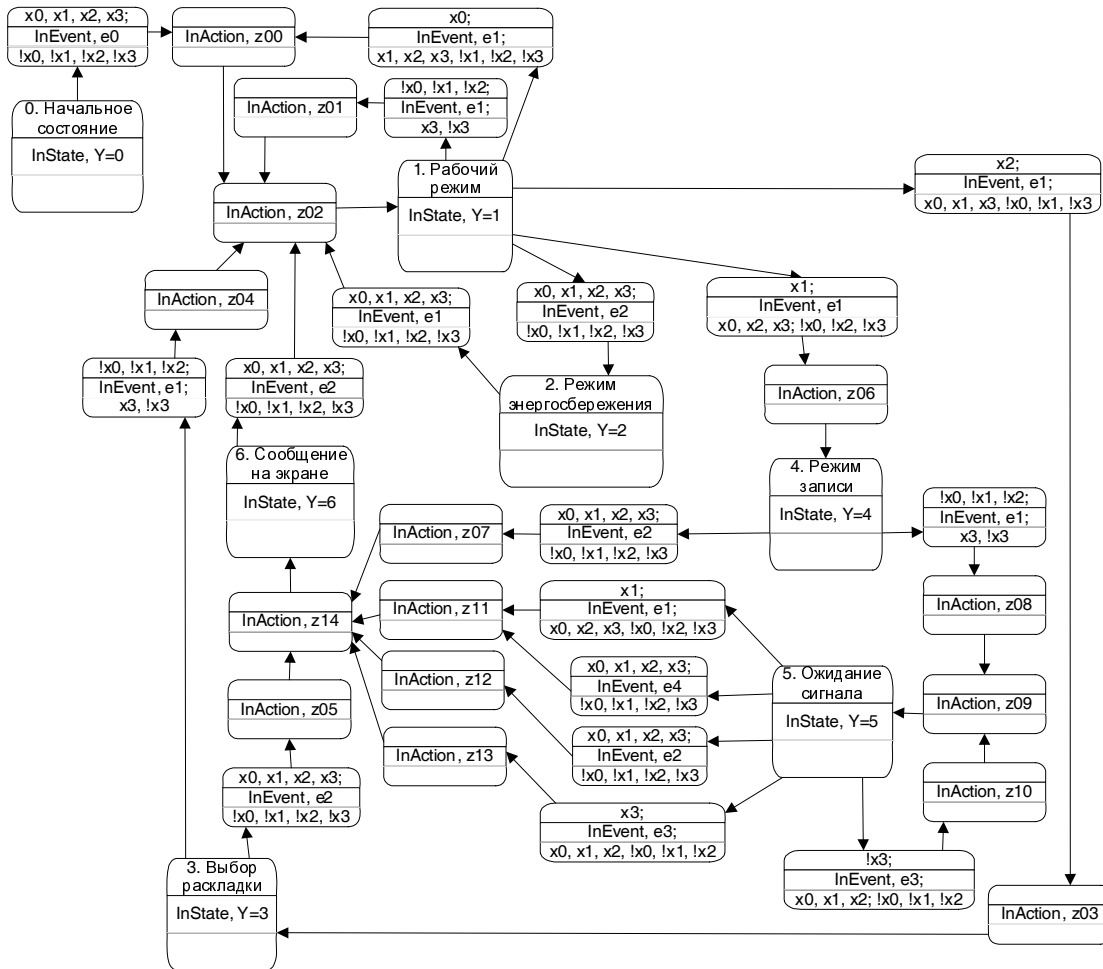 x0, x1, x2, x3;
InEvent, e0
!x0, !x1, !x2, !x3
InAction, z00
x0;
InEvent, e1;
x1, x2, x3, !x1, !x2, !x3
0. Начальное
состояние
InState, Y=0
InAction, z01
!x0, !x1, !x2;
InEvent, e1;
x3, !x3
1. Рабочий
режим
InState, Y=1
x2;
InEvent, e1;
x0, x1, x3, !x0, !x1, !x3
InAction, z02
InAction, z04
x0, x1, x2, x3;
InEvent, e1
!x0, !x1, !x2, !x3
x0, x1, x2, x3;
InEvent, e2
!x0, !x1, !x2, !x3
x1;
InEvent, e1
x0, x2, x3; !x0, !x2, !x3
!x0, !x1, !x2;
InEvent, e1;
x3, !x3
x0, x1, x2, x3;
InEvent, e2
!x0, !x1, !x2, !x3
2. Режим
энергосбережения
InState, Y=2
InAction, z06
6. Сообщение
на экране
InState, Y=6
4. Режим
записи
InState, Y=4
InAction, z07
x0, x1, x2, x3;
InEvent, e2
!x0, !x1, !x2, !x3
!x0, !x1, !x2;
InEvent, e1;
x3, !x3
InAction, z14
InAction, z11
x1;
InEvent, e1;
x0, x2, x3, !x0, !x2, !x3
InAction, z08
InAction, z12
x0, x1, x2, x3;
InEvent, e4
!x0, !x1, !x2, !x3
5. Ожидание
сигнала
InState, Y=5
InAction, z09
InAction, z05
InAction, z13
x0, x1, x2, x3;
InEvent, e2
!x0, !x1, !x2, !x3
InAction, z10
x0, x1, x2, x3;
InEvent, e2
!x0, !x1, !x2, !x3
x3;
InEvent, e3;
x0, x1, x2, !x0, !x1, !x2
!x3;
InEvent, e3;
x0, x1, x2; !x0, !x1, !x2
3. Выбор
раскладки
InState, Y=3
InAction, z03